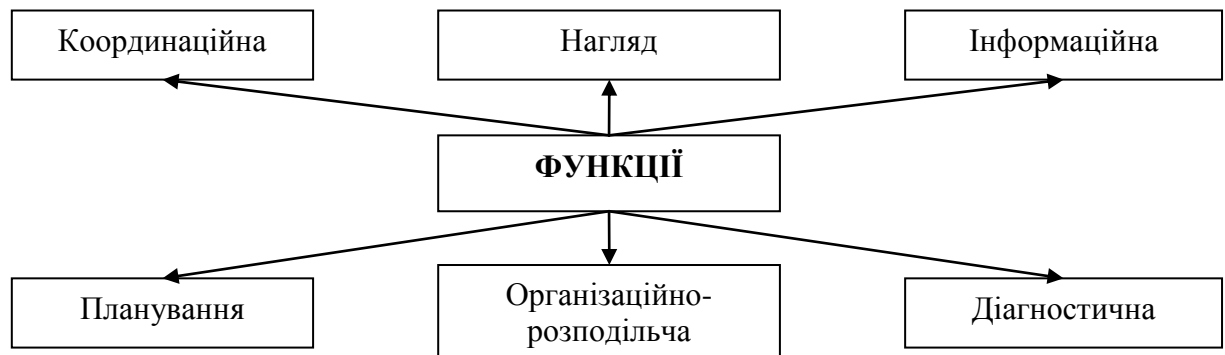 Координаційна
Нагляд
Інформаційна
ФУНКЦІЇ
Планування
Організаційно-
розподільча
Діагностична